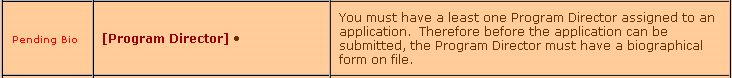 Pending Bio
[Program Director] •
You must have a least one Program Director assigned to an
application.  Therefore before the application can be
submitted, the Program Director must have a biographical
form on file.